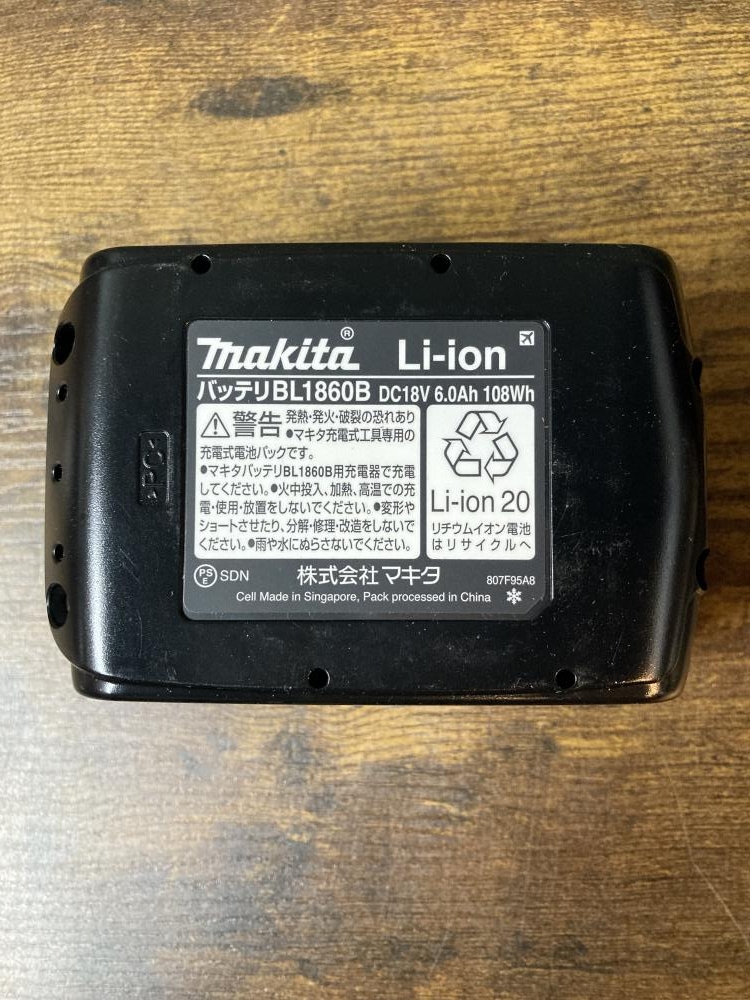 makita® Li-ion
バッテリBL1860B DC18V 6.0Ah 108Wh
警告 発熱・発火・破裂の恐れあり
●マキタ充電式工具専用の
充電式電池パックです。
●マキタバッテリBL1860B用充電器で充電
してください。●火中投入、加熱、高温での充
電・使用・放置をしないでください。●変形や
ショートさせたり、分解・修理・改造をしないで
ください。●雨や水にぬらさないでください。
Li-ion 20
リチウムイオン電池
はリサイクルへ
PSE SDN 株式会社マキタ 807F95A8
Cell Made in Singapore, Pack processed in China
>PC<